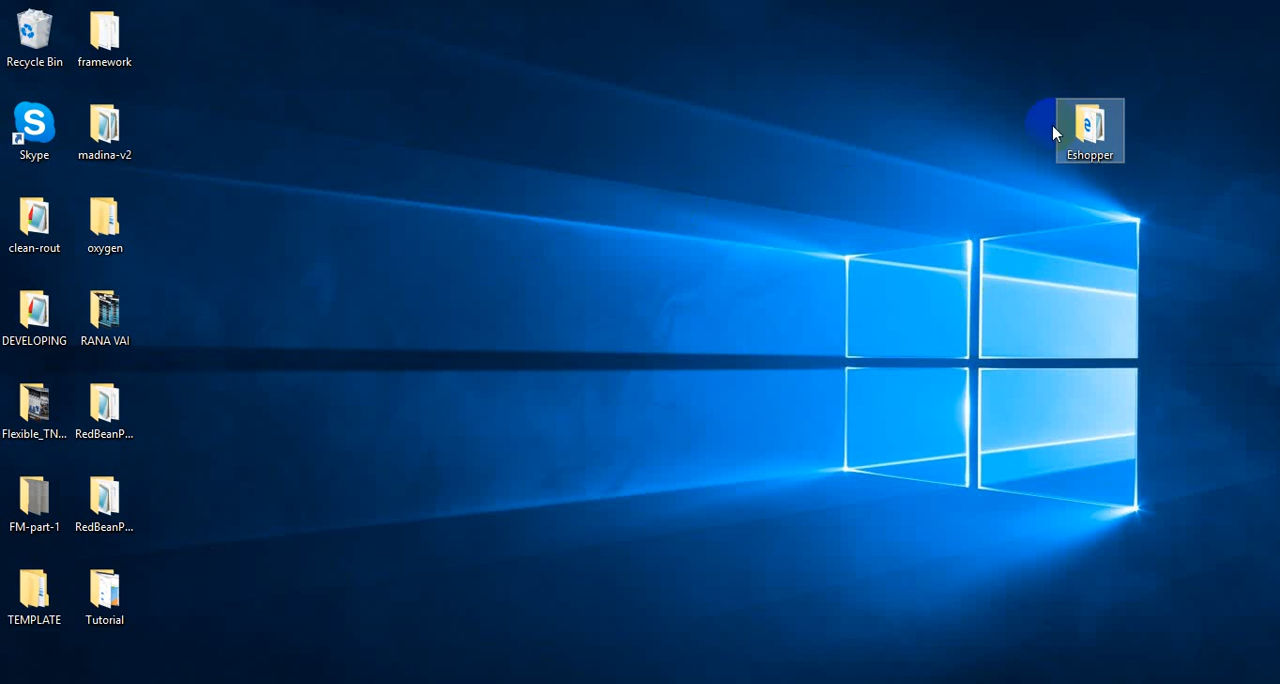 Recycle Bin
framework
Skype
madina-v2
Eshopper
clean-rout
oxygen
DEVELOPING
RANA VAI
Flexible_TN...
RedBeanP...
FM-part-1
RedBeanP...
TEMPLATE
Tutorial